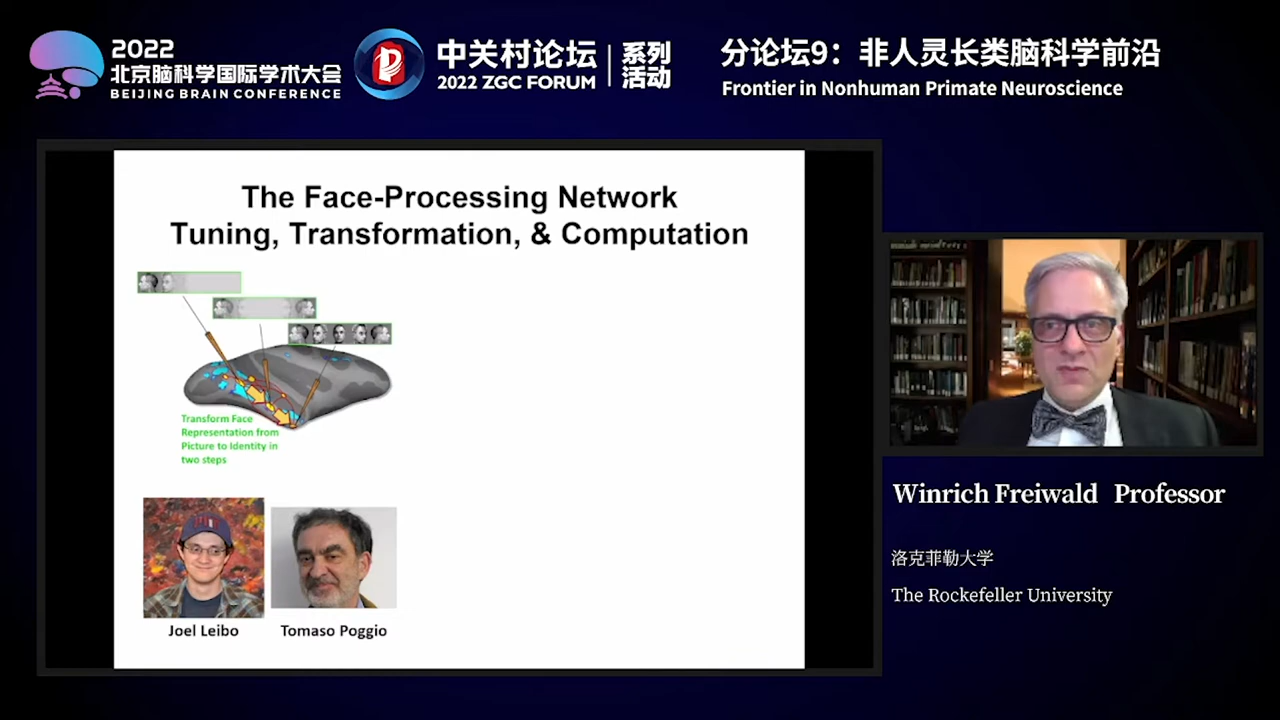 2022
北京脑科学国际学术大会
BEIJING BRAIN CONFERENCE
中关村论坛
2022 ZGC FORUM
系列
活动
分论坛9：非人灵长类脑科学前沿
Frontier in Nonhuman Primate Neuroscience
The Face-Processing Network
Tuning, Transformation, & Computation
Transform Face
Representation from
Picture to Identity in
two steps
Joel Leibo
Tomaso Poggio
Winrich Freiwald Professor
洛克菲勒大学
The Rockefeller University